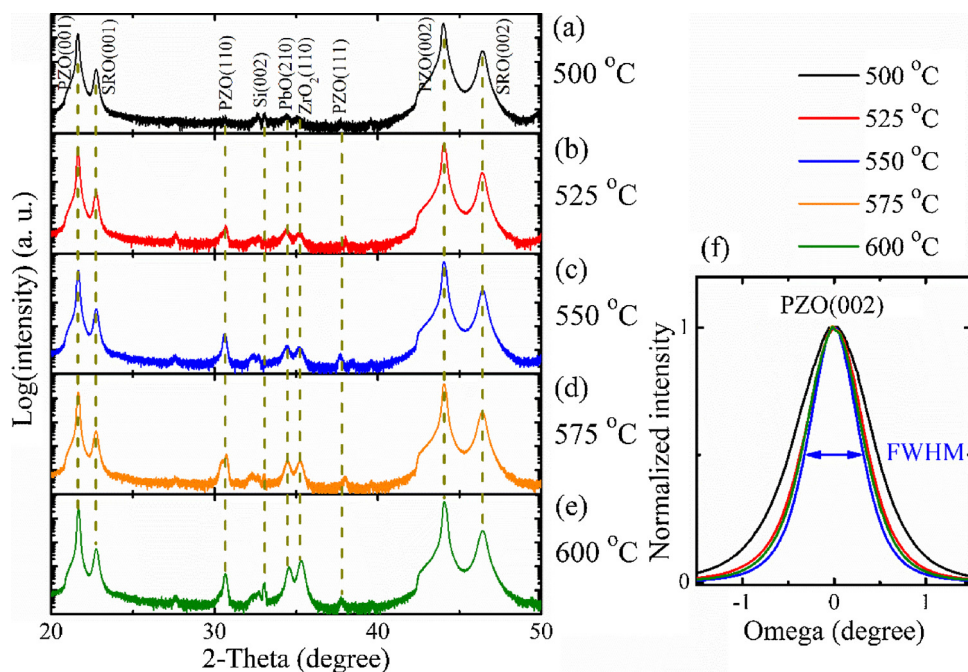 (a)
500 °C
PZO(001)
SRO(001)
PZO(110)
Si(002)
PbO(210)
ZrO2(110)
PZO(111)
PZO(002)
SRO(002)
(b)
525 °C
(c)
550 °C
(d)
575 °C
(e)
600 °C
Log(intensity) (a. u.)
20 30 40 50
2-Theta (degree)
500 °C
525 °C
550 °C
575 °C
600 °C
(f)
PZO(002)
FWHM
Normalized intensity
1
0
-1 0 1
Omega (degree)